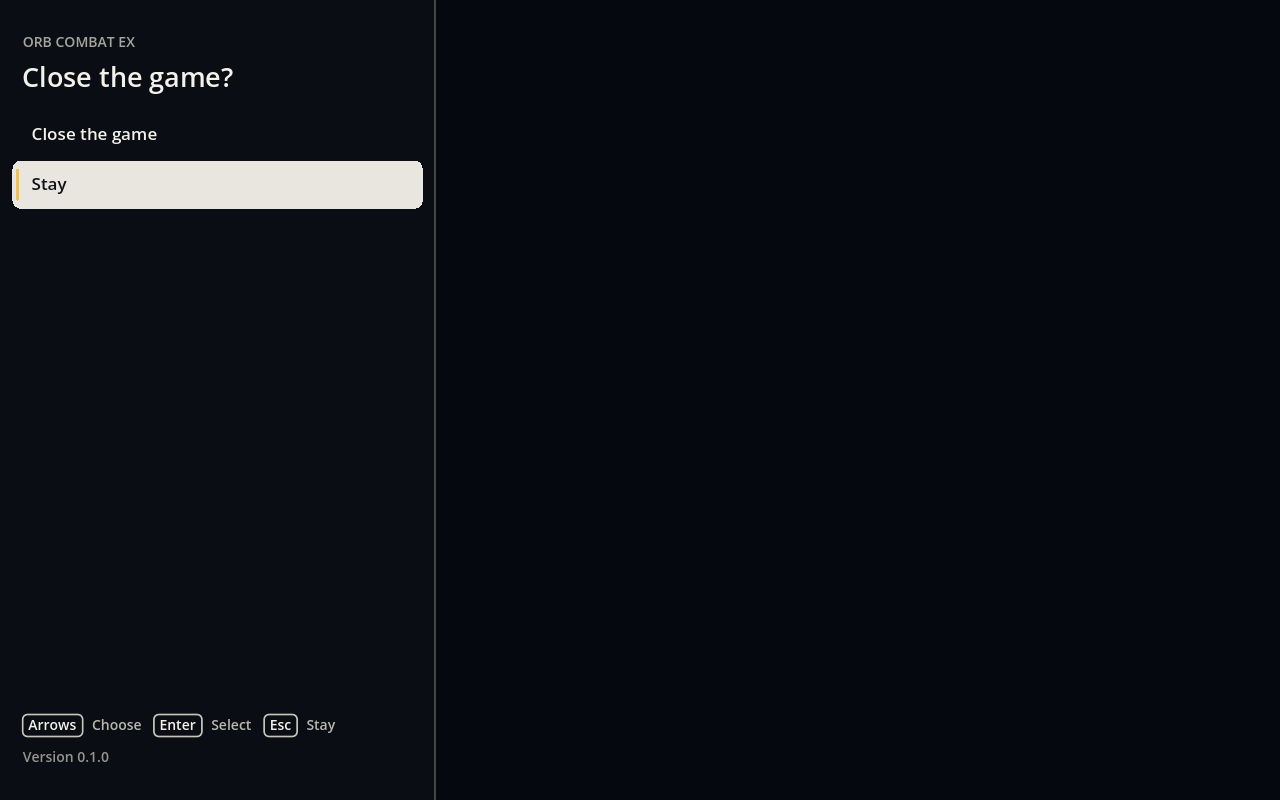 ORB COMBAT EX
Close the game?
Close the game
Stay
Arrows Choose Enter Select Esc Stay
Version 0.1.0